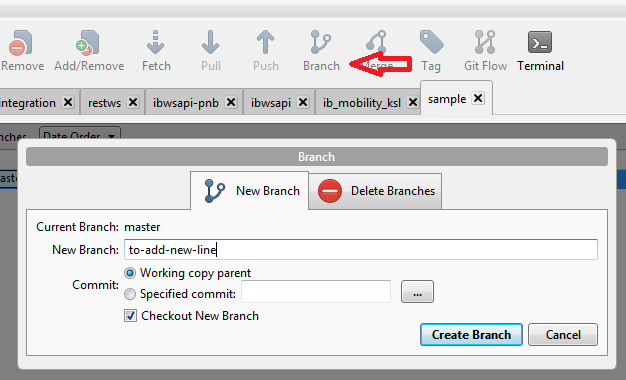 Remove Add/Remove Fetch Pull Push Branch Merge Tag Git Flow Terminal
integration restws ibwsapi-pnb ibwsapi ib_mobility_ksl sample
Date Order
Branch
New Branch Delete Branches
Current Branch: master
New Branch: to-add-new-line
Commit: Working copy parent
Specified commit: ...
Checkout New Branch
Create Branch Cancel